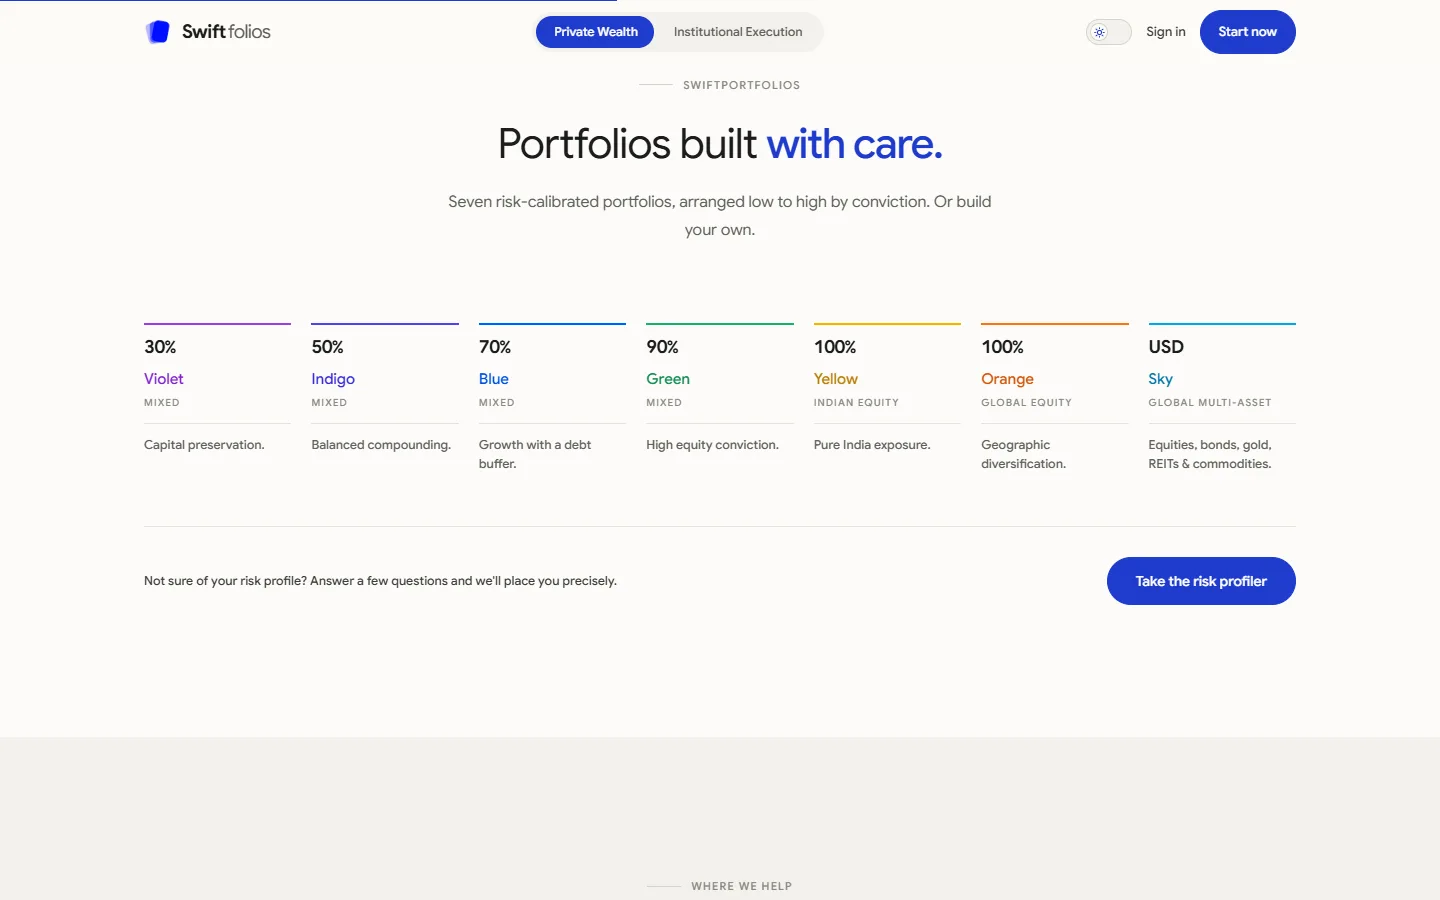 Swiftfolios
Private Wealth
Institutional Execution
Sign in
Start now
SWIFTPORTFOLIOS
Portfolios built with care.
Seven risk-calibrated portfolios, arranged low to high by conviction. Or build
your own.
30%
Violet
MIXED
Capital preservation.
50%
Indigo
MIXED
Balanced compounding.
70%
Blue
MIXED
Growth with a debt
buffer.
90%
Green
MIXED
High equity conviction.
100%
Yellow
INDIAN EQUITY
Pure India exposure.
100%
Orange
GLOBAL EQUITY
Geographic
diversification.
USD
Sky
GLOBAL MULTI-ASSET
Equities, bonds, gold,
REITs & commodities.
Not sure of your risk profile? Answer a few questions and we'll place you precisely.
Take the risk profiler
WHERE WE HELP